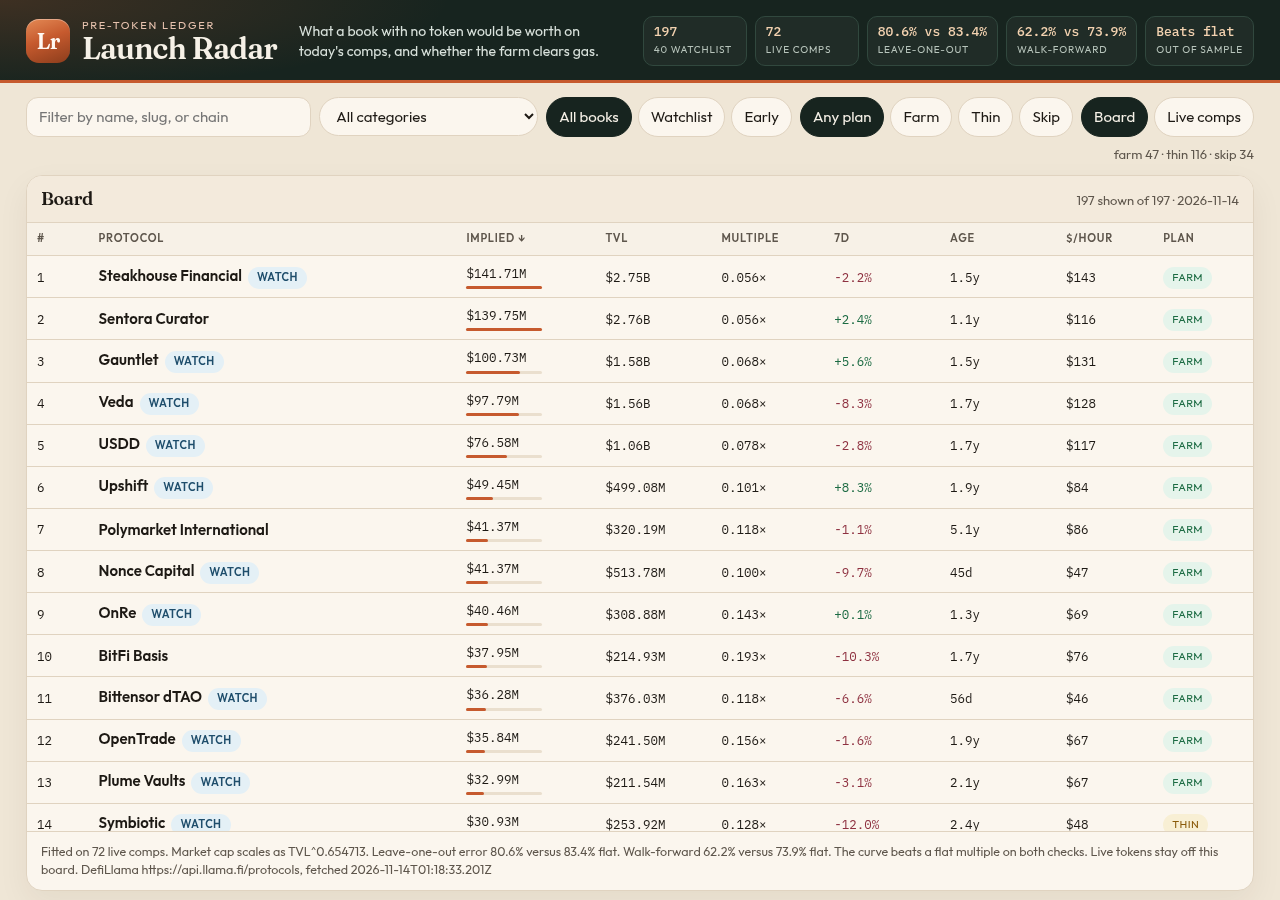 Lr
PRE-TOKEN LEDGER
Launch Radar
What a book with no token would be worth on
today's comps, and whether the farm clears gas.
197
40 WATCHLIST
72
LIVE COMPS
80.6% vs 83.4%
LEAVE-ONE-OUT
62.2% vs 73.9%
WALK-FORWARD
Beats flat
OUT OF SAMPLE
Filter by name, slug, or chain
All categories
All books
Watchlist
Early
Any plan
Farm
Thin
Skip
Board
Live comps
farm 47 · thin 116 · skip 34
Board
197 shown of 197 · 2026-11-14
# PROTOCOL IMPLIED ↓ TVL MULTIPLE 7D AGE $/HOUR PLAN
1 Steakhouse Financial WATCH $141.71M $2.75B 0.056× -2.2% 1.5y $143 FARM
2 Sentora Curator $139.75M $2.76B 0.056× +2.4% 1.1y $116 FARM
3 Gauntlet WATCH $100.73M $1.58B 0.068× +5.6% 1.5y $131 FARM
4 Veda WATCH $97.79M $1.56B 0.068× -8.3% 1.7y $128 FARM
5 USDD WATCH $76.58M $1.06B 0.078× -2.8% 1.7y $117 FARM
6 Upshift WATCH $49.45M $499.08M 0.101× +8.3% 1.9y $84 FARM
7 Polymarket International $41.37M $320.19M 0.118× -1.1% 5.1y $86 FARM
8 Nonce Capital WATCH $41.37M $513.78M 0.100× -9.7% 45d $47 FARM
9 OnRe WATCH $40.46M $308.88M 0.143× +0.1% 1.3y $69 FARM
10 BitFi Basis $37.95M $214.93M 0.193× -10.3% 1.7y $76 FARM
11 Bittensor dTAO WATCH $36.28M $376.03M 0.118× -6.6% 56d $46 FARM
12 OpenTrade WATCH $35.84M $241.50M 0.156× -1.6% 1.9y $67 FARM
13 Plume Vaults WATCH $32.99M $211.54M 0.163× -3.1% 2.1y $67 FARM
14 Symbiotic WATCH $30.93M $253.92M 0.128× -12.0% 2.4y $48 THIN
Fitted on 72 live comps. Market cap scales as TVL^0.654713. Leave-one-out error 80.6% versus 83.4% flat. Walk-forward 62.2% versus 73.9% flat. The curve beats a flat multiple on both checks. Live tokens stay off this
board. DefiLlama https://api.llama.fi/protocols, fetched 2026-11-14T01:18:33.201Z